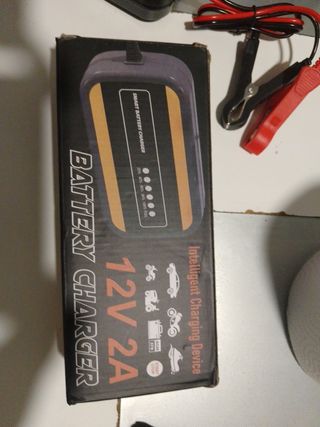 SMART BATTERY CHARGER
Intelligent Charging Device
12V 2A
BATTERY CHARGER